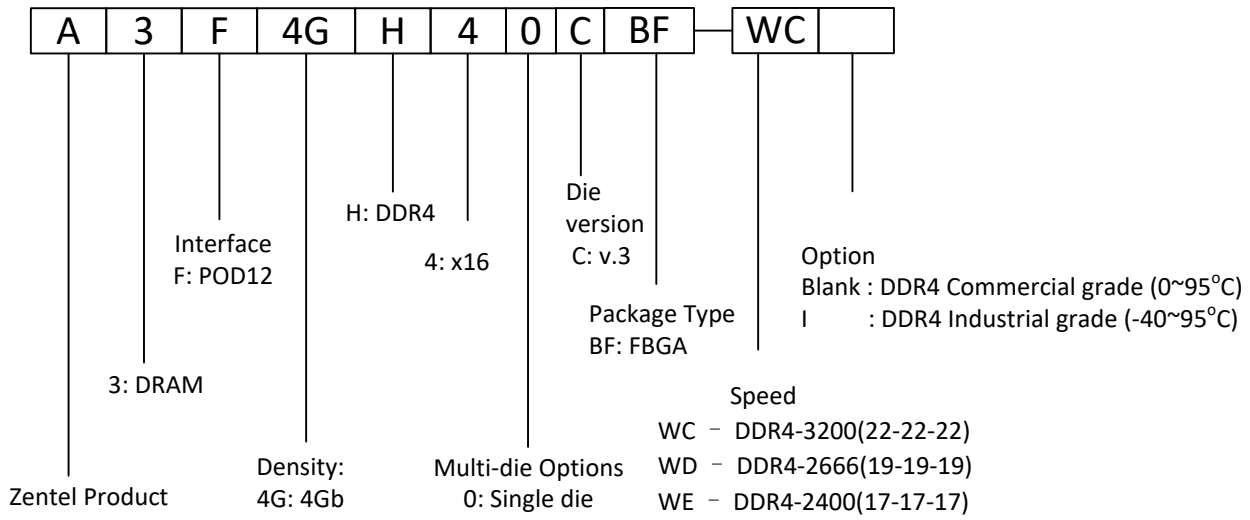 A 3 F 4G H 4 0 C BF WC
Die
version
C: v.3
H: DDR4
Interface
F: POD12
4: x16
Option
Blank : DDR4 Commercial grade (0~95°C)
I : DDR4 Industrial grade (-40~95°C)
Package Type
BF: FBGA
3: DRAM
Speed
WC - DDR4-3200(22-22-22)
WD - DDR4-2666(19-19-19)
WE - DDR4-2400(17-17-17)
Density:
4G: 4Gb
Multi-die Options
0: Single die
Zentel Product